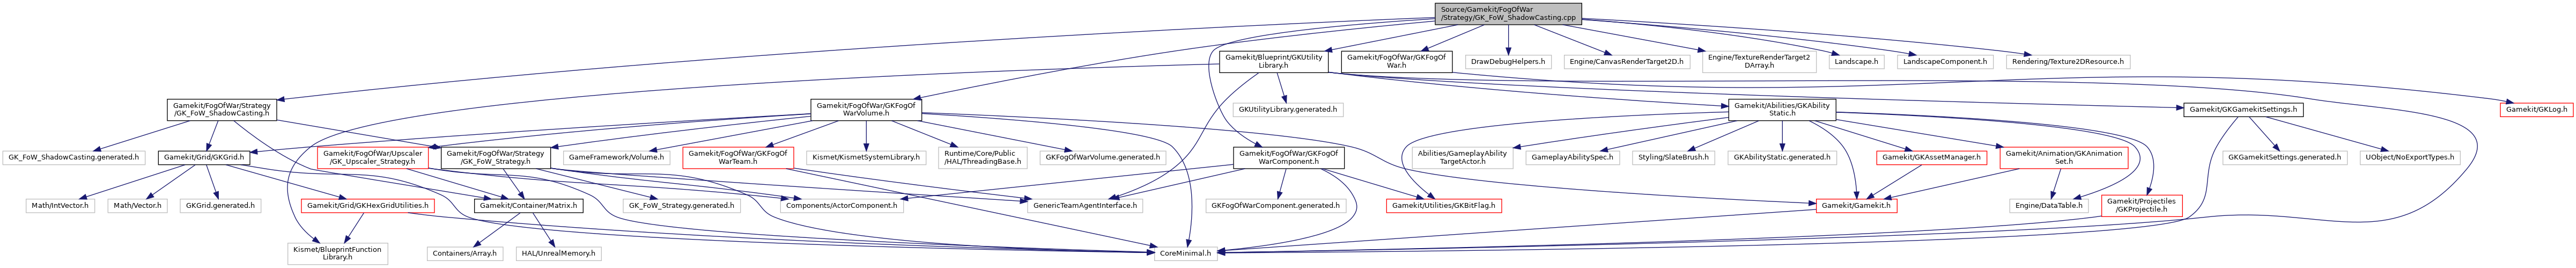 Source/Gamekit/FogOfWar
/Strategy/GK_FoW_ShadowCasting.cpp
Gamekit/Blueprint/GKUtility
Library.h
Gamekit/FogOfWar/GKFogOf
War.h
DrawDebugHelpers.h
Engine/CanvasRenderTarget2D.h
Engine/TextureRenderTarget2
DArray.h
Landscape.h
LandscapeComponent.h
Rendering/Texture2DResource.h
Gamekit/FogOfWar/Strategy
/GK_FoW_ShadowCasting.h
Gamekit/FogOfWar/GKFogOf
WarVolume.h
GKUtilityLibrary.generated.h
Gamekit/Abilities/GKAbility
Static.h
Gamekit/GKGamekitSettings.h
Gamekit/GKLog.h
GK_FoW_ShadowCasting.generated.h
Gamekit/Grid/GKGrid.h
Gamekit/FogOfWar/Upscaler
/GK_Upscaler_Strategy.h
Gamekit/FogOfWar/Strategy
/GK_FoW_Strategy.h
GameFramework/Volume.h
Gamekit/FogOfWar/GKFogOf
WarTeam.h
Kismet/KismetSystemLibrary.h
Runtime/Core/Public
/HAL/ThreadingBase.h
GKFogOfWarVolume.generated.h
Gamekit/FogOfWar/GKFogOf
WarComponent.h
Abilities/GameplayAbility
TargetActor.h
GameplayAbilitySpec.h
Styling/SlateBrush.h
GKAbilityStatic.generated.h
Gamekit/GKAssetManager.h
Gamekit/Animation/GKAnimation
Set.h
GKGamekitSettings.generated.h
UObject/NoExportTypes.h
Math/IntVector.h
Math/Vector.h
GKGrid.generated.h
Gamekit/Grid/GKHexGridUtilities.h
Gamekit/Container/Matrix.h
GK_FoW_Strategy.generated.h
Components/ActorComponent.h
GenericTeamAgentInterface.h
GKFogOfWarComponent.generated.h
Gamekit/Utilities/GKBitFlag.h
Gamekit/Gamekit.h
Engine/DataTable.h
Gamekit/Projectiles
/GKProjectile.h
Kismet/BlueprintFunction
Library.h
Containers/Array.h
HAL/UnrealMemory.h
CoreMinimal.h